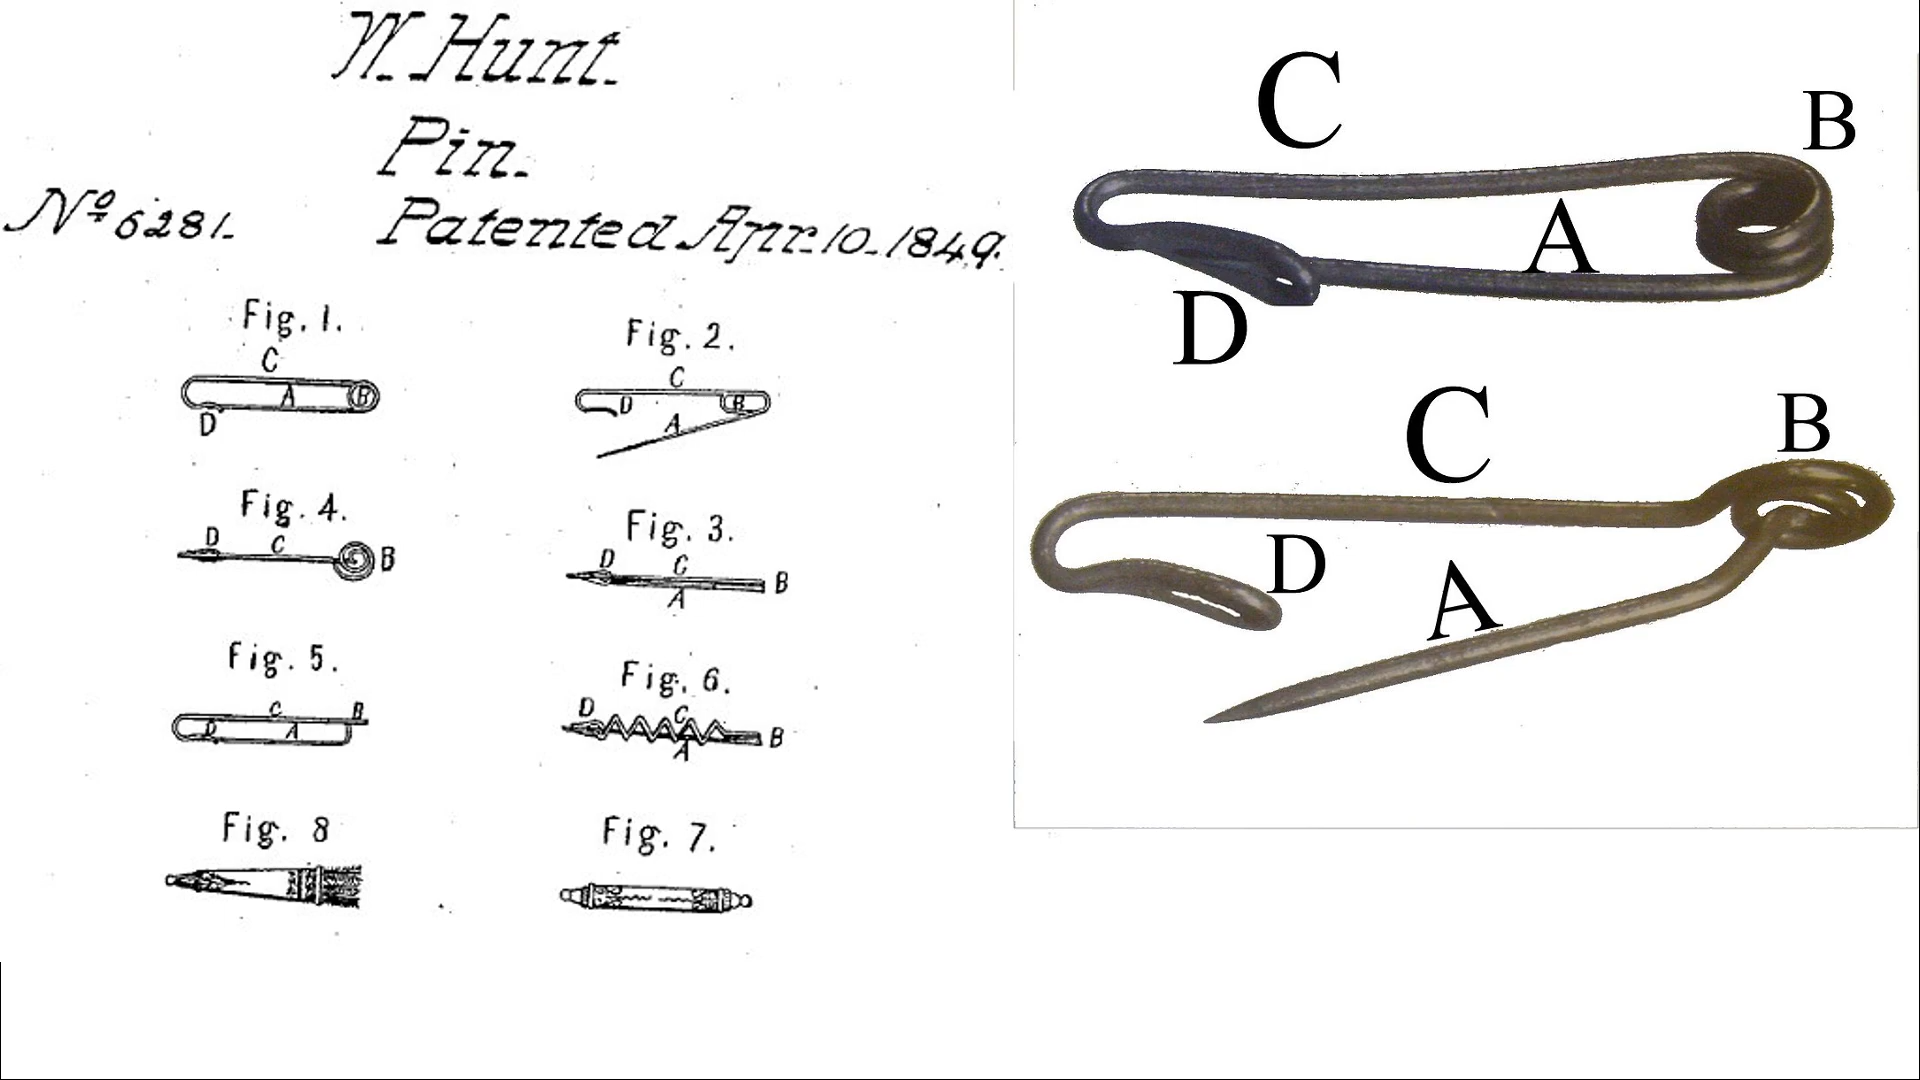 W. Hunt.
Pin.
Nº 6281.
Patented Apr. 10. 1849.
Fig. 1.
C
A
B
D
Fig. 2.
C
D
B
A
Fig. 4.
D
C
B
Fig. 3.
D
C
B
A
Fig. 5.
C
B
D
A
Fig. 6.
D
C
B
A
Fig. 8
Fig. 7.
C
B
A
D
C
B
D
A